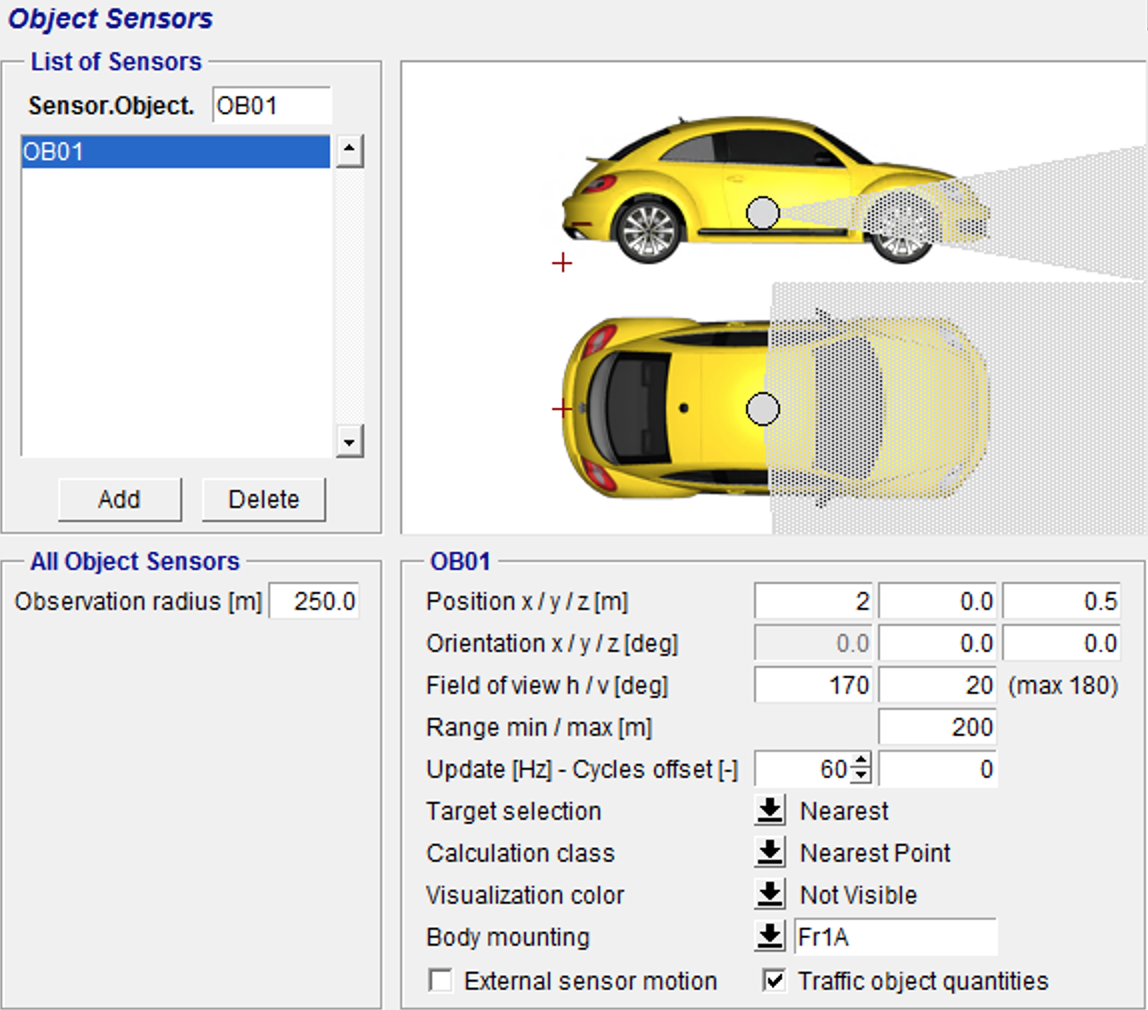 Object Sensors
List of Sensors
Sensor.Object. OB01
OB01
Add Delete
All Object Sensors
Observation radius [m] 250.0
OB01
Position x / y / z [m] 2 0.0 0.5
Orientation x / y / z [deg] 0.0 0.0 0.0
Field of view h / v [deg] 170 20 (max 180)
Range min / max [m] 200
Update [Hz] - Cycles offset [-] 60 0
Target selection Nearest
Calculation class Nearest Point
Visualization color Not Visible
Body mounting Fr1A
External sensor motion Traffic object quantities